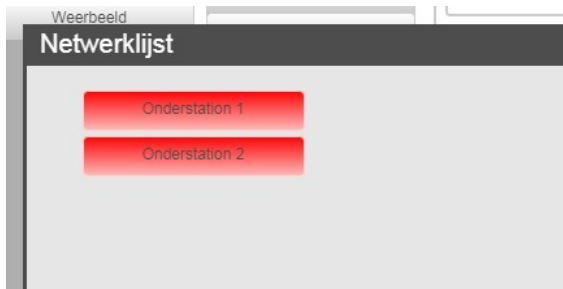 Weerbeeld
Netwerklijst
Onderstation 1
Onderstation 2